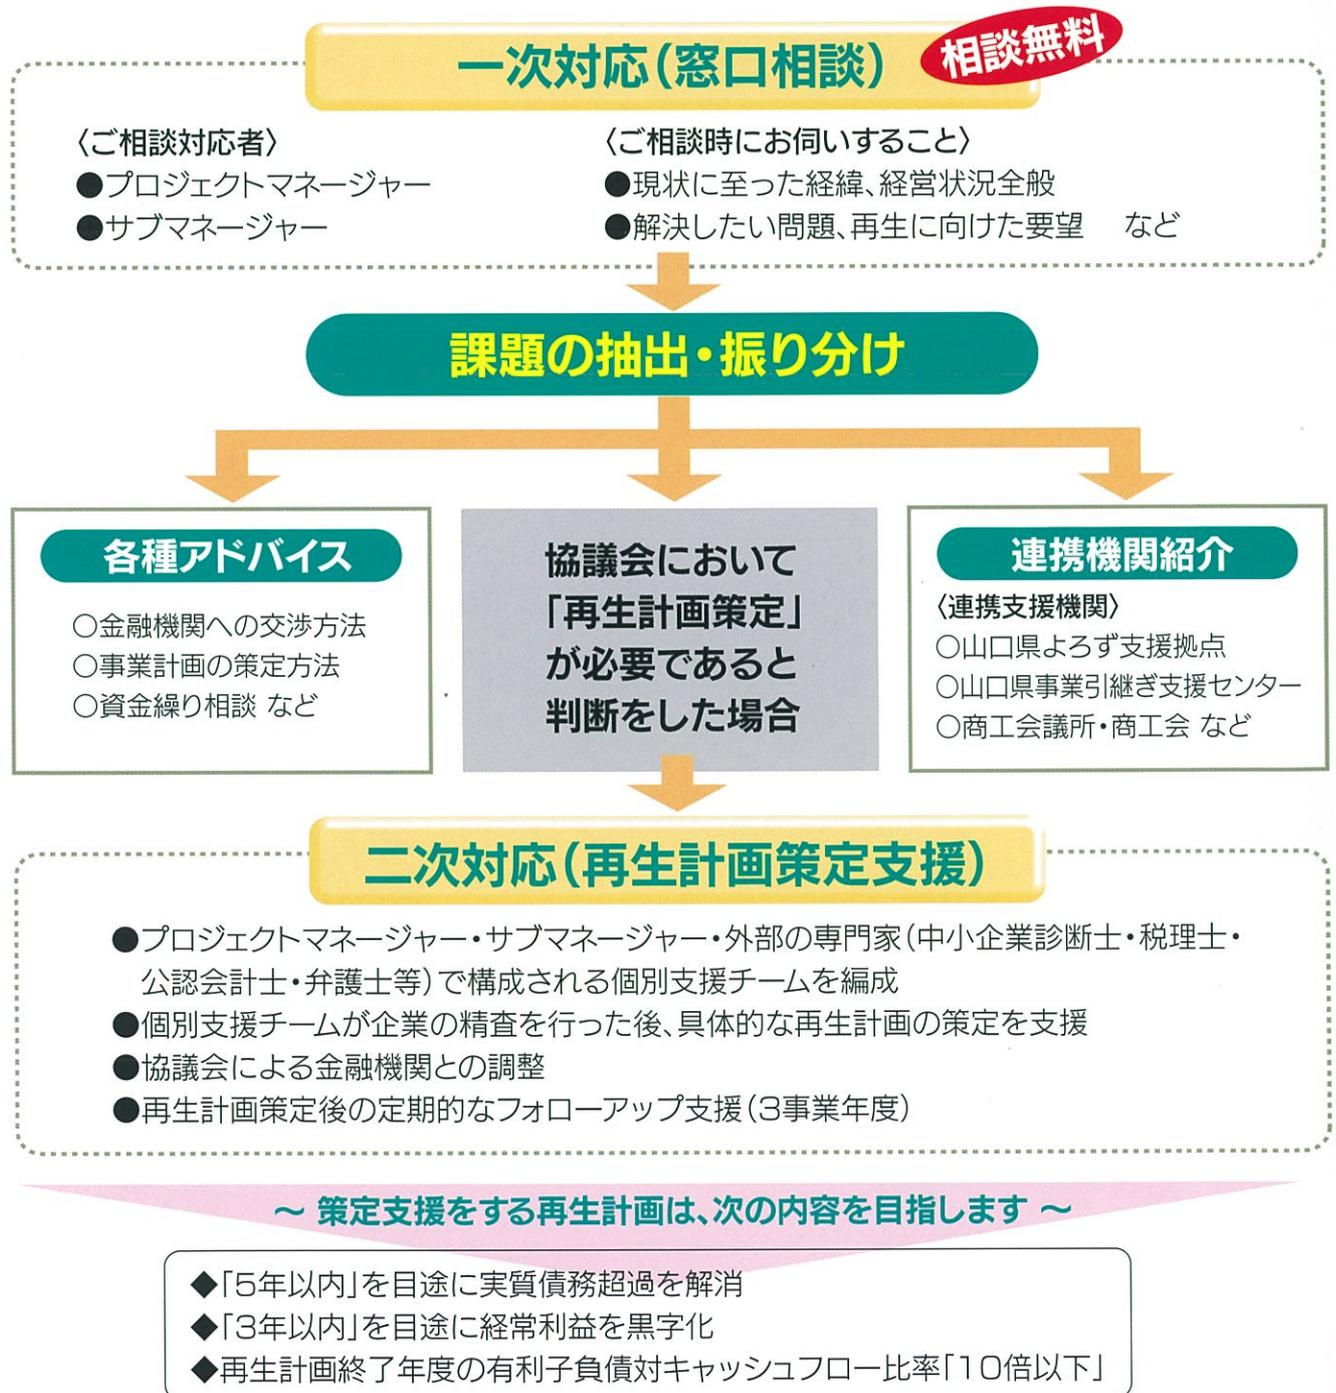 一次対応(窓口相談)
相談無料
〈ご相談対応者〉
●プロジェクトマネージャー
●サブマネージャー
〈ご相談時にお伺いすること〉
●現状に至った経緯、経営状況全般
●解決したい問題、再生に向けた要望 など
課題の抽出・振り分け
各種アドバイス
○金融機関への交渉方法
○事業計画の策定方法
○資金繰り相談 など
協議会において
「再生計画策定」
が必要であると
判断をした場合
連携機関紹介
〈連携支援機関〉
○山口県よろず支援拠点
○山口県事業引継ぎ支援センター
○商工会議所・商工会 など
二次対応(再生計画策定支援)
●プロジェクトマネージャー・サブマネージャー・外部の専門家(中小企業診断士・税理士・
公認会計士・弁護士等)で構成される個別支援チームを編成
●個別支援チームが企業の精査を行った後、具体的な再生計画の策定を支援
●協議会による金融機関との調整
●再生計画策定後の定期的なフォローアップ支援(3事業年度)
～ 策定支援をする再生計画は、次の内容を目指します ～
◆「5年以内」を目途に実質債務超過を解消
◆「3年以内」を目途に経常利益を黒字化
◆再生計画終了年度の有利子負債対キャッシュフロー比率「10倍以下」